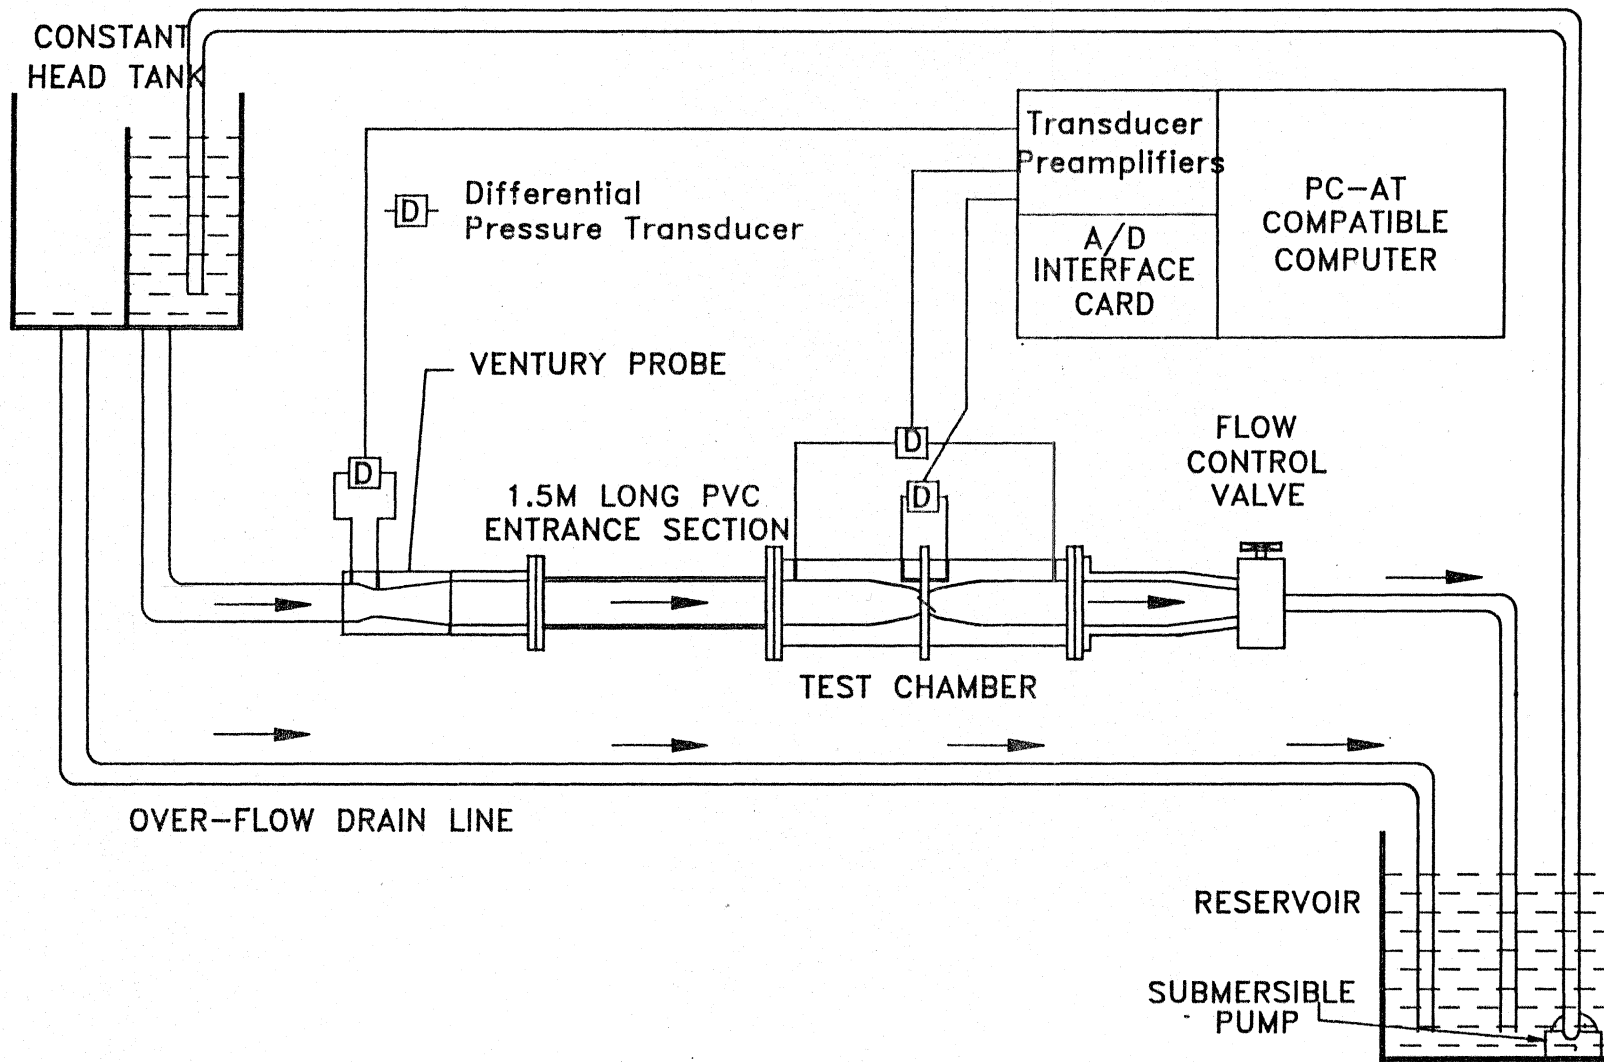 CONSTANT
HEAD TANK
Transducer
Preamplifiers
PC-AT
COMPATIBLE
COMPUTER
A/D
INTERFACE
CARD
D
Differential
Pressure Transducer
VENTURY PROBE
D
D
D
1.5M LONG PVC
ENTRANCE SECTION
FLOW
CONTROL
VALVE
TEST CHAMBER
OVER-FLOW DRAIN LINE
RESERVOIR
SUBMERSIBLE
PUMP